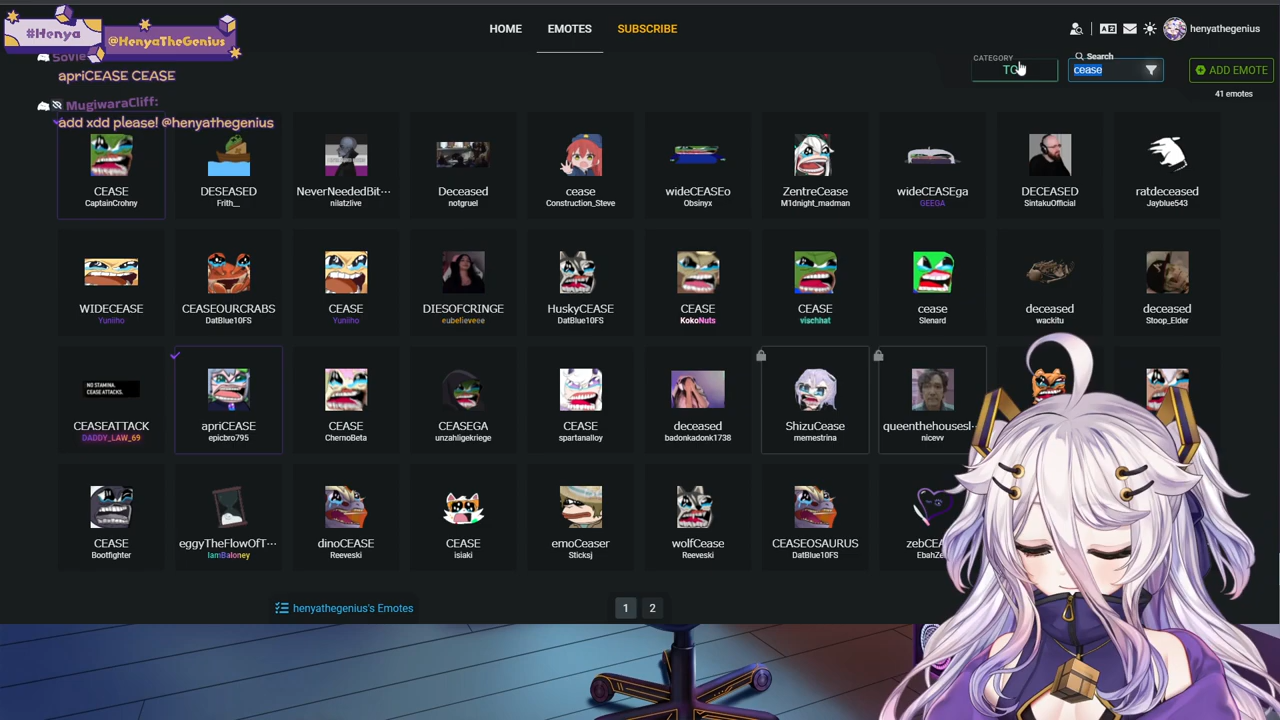 #Henya
@HenyaTheGenius
HOME
EMOTES
SUBSCRIBE
henyathegenius
apriCEASE CEASE
MugiwaraCliff:
add xdd please! @henyathegenius
CATEGORY
Search
cease
ADD EMOTE
41 emotes
CEASE
CaptainCrohny
DESEASED
Frith__
NeverNeededBit···
nilatzlive
Deceased
notgruel
cease
Construction_Steve
wideCEASEo
Obsinyx
ZentreCease
M1dnight_madman
wideCEASEga
GEEGA
DECEASED
SintakuOfficial
ratdeceased
Jayblue543
WIDECEASE
Yuniiho
CEASEOURCRABS
DatBlue10FS
CEASE
Yuniiho
DIESOFCRINGE
eubelieveee
HuskyCEASE
DatBlue10FS
CEASE
KokoNuts
CEASE
vischhat
cease
Slenard
deceased
wackitu
deceased
Stoop_Elder
NO STAMINA.
CEASE ATTACKS.
CEASEATTACK
DADDY_LAW_69
apriCEASE
epicbro795
CEASE
ChernoBeta
CEASEGA
unzahligekriege
CEASE
spartanalloy
deceased
badonkadonk1738
ShizuCease
memestrina
queenthehousesl···
nicevv
CEASE
Bootfighter
eggyTheFlowOfT···
IamBaloney
dinoCEASE
Reeveski
CEASE
isiaki
emoCeaser
Sticksj
wolfCease
Reeveski
CEASEOSAURUS
DatBlue10FS
henyathegenius's Emotes
1
2